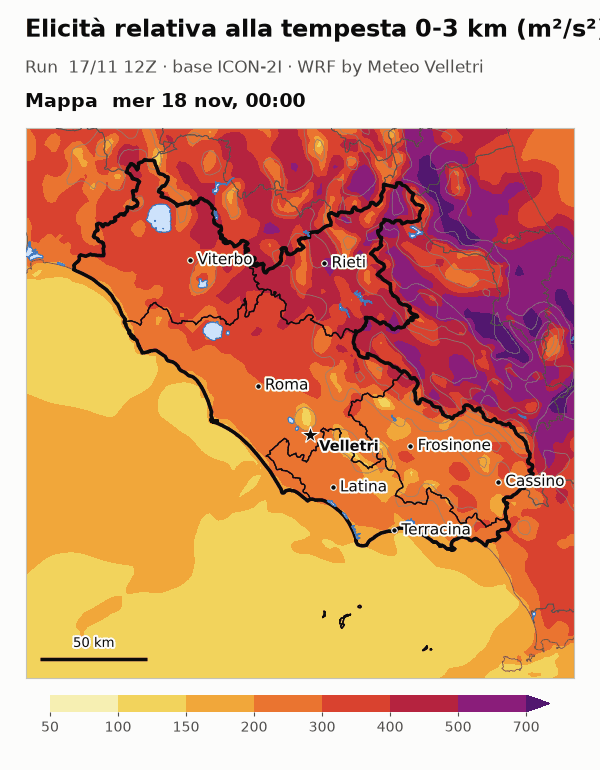 Elicità relativa alla tempesta 0-3 km (m²/s²)
Run 17/11 12Z · base ICON-2I · WRF by Meteo Velletri
Mappa mer 18 nov, 00:00
Viterbo
Rieti
Roma
Velletri
Frosinone
Cassino
Latina
Terracina
50 km
50 100 150 200 300 400 500 700